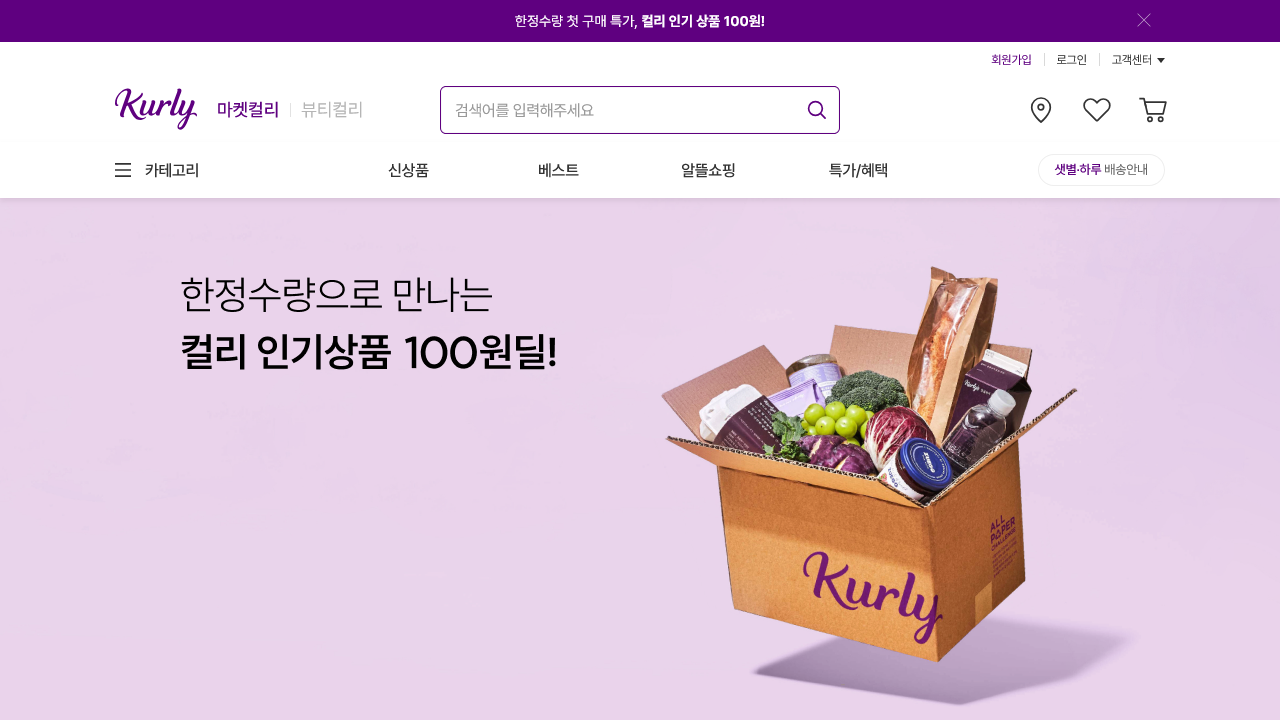 한정수량 첫 구매 특가, 컬리 인기 상품 100원!
회원가입
로그인
고객센터
Kurly
마켓컬리
뷰티컬리
검색어를 입력해주세요
카테고리
신상품
베스트
알뜰쇼핑
특가/혜택
샛별·하루 배송안내
한정수량으로 만나는
컬리 인기상품 100원딜!
Kurly's
ALL
PAPER
CHALLENGE
Kurly